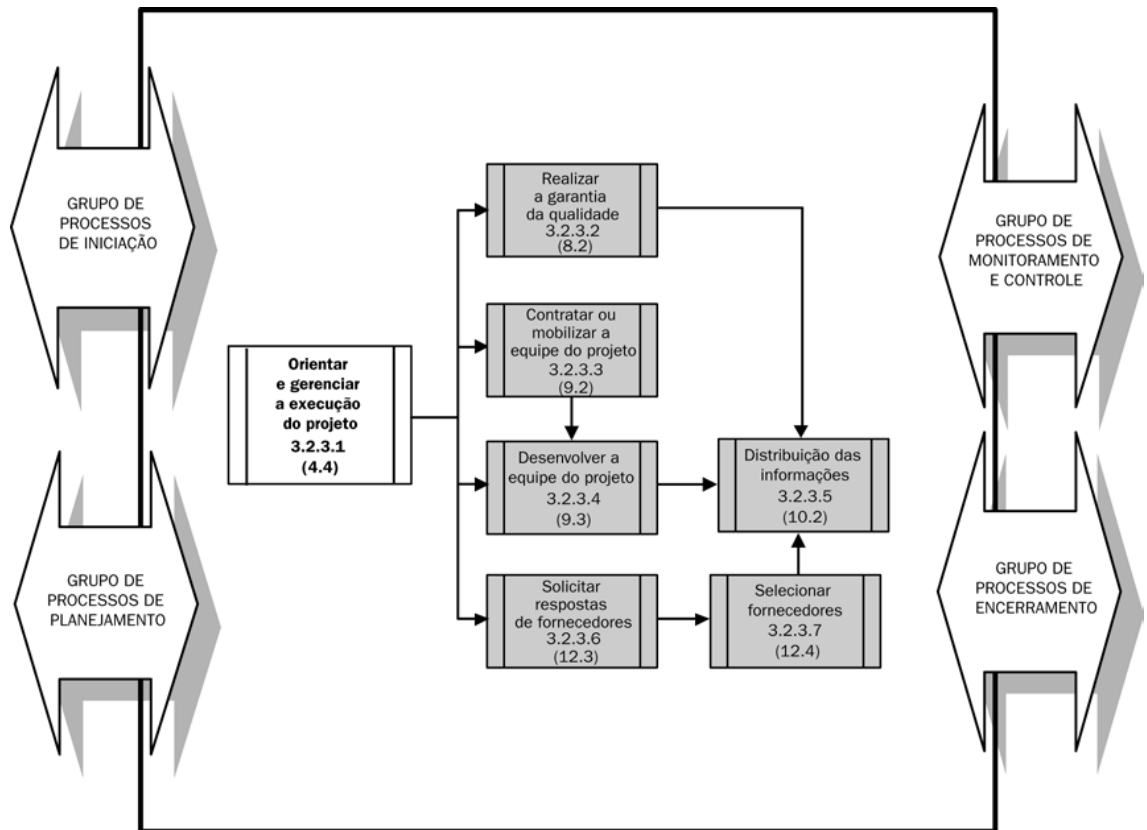 GRUPO DE
PROCESSOS
DE INICIAÇÃO
GRUPO DE
PROCESSOS DE
PLANEJAMENTO
Orientar
e gerenciar
a execução
do projeto
3.2.3.1
(4.4)
Realizar
a garantia
da qualidade
3.2.3.2
(8.2)
Contratar ou
mobilizar a
equipe do projeto
3.2.3.3
(9.2)
Desenvolver a
equipe do projeto
3.2.3.4
(9.3)
Solicitar
respostas
de fornecedores
3.2.3.6
(12.3)
Distribuição das
informações
3.2.3.5
(10.2)
Selecionar
fornecedores
3.2.3.7
(12.4)
GRUPO DE
PROCESSOS DE
MONITORAMENTO
E CONTROLE
GRUPO DE
PROCESSOS DE
ENCERRAMENTO